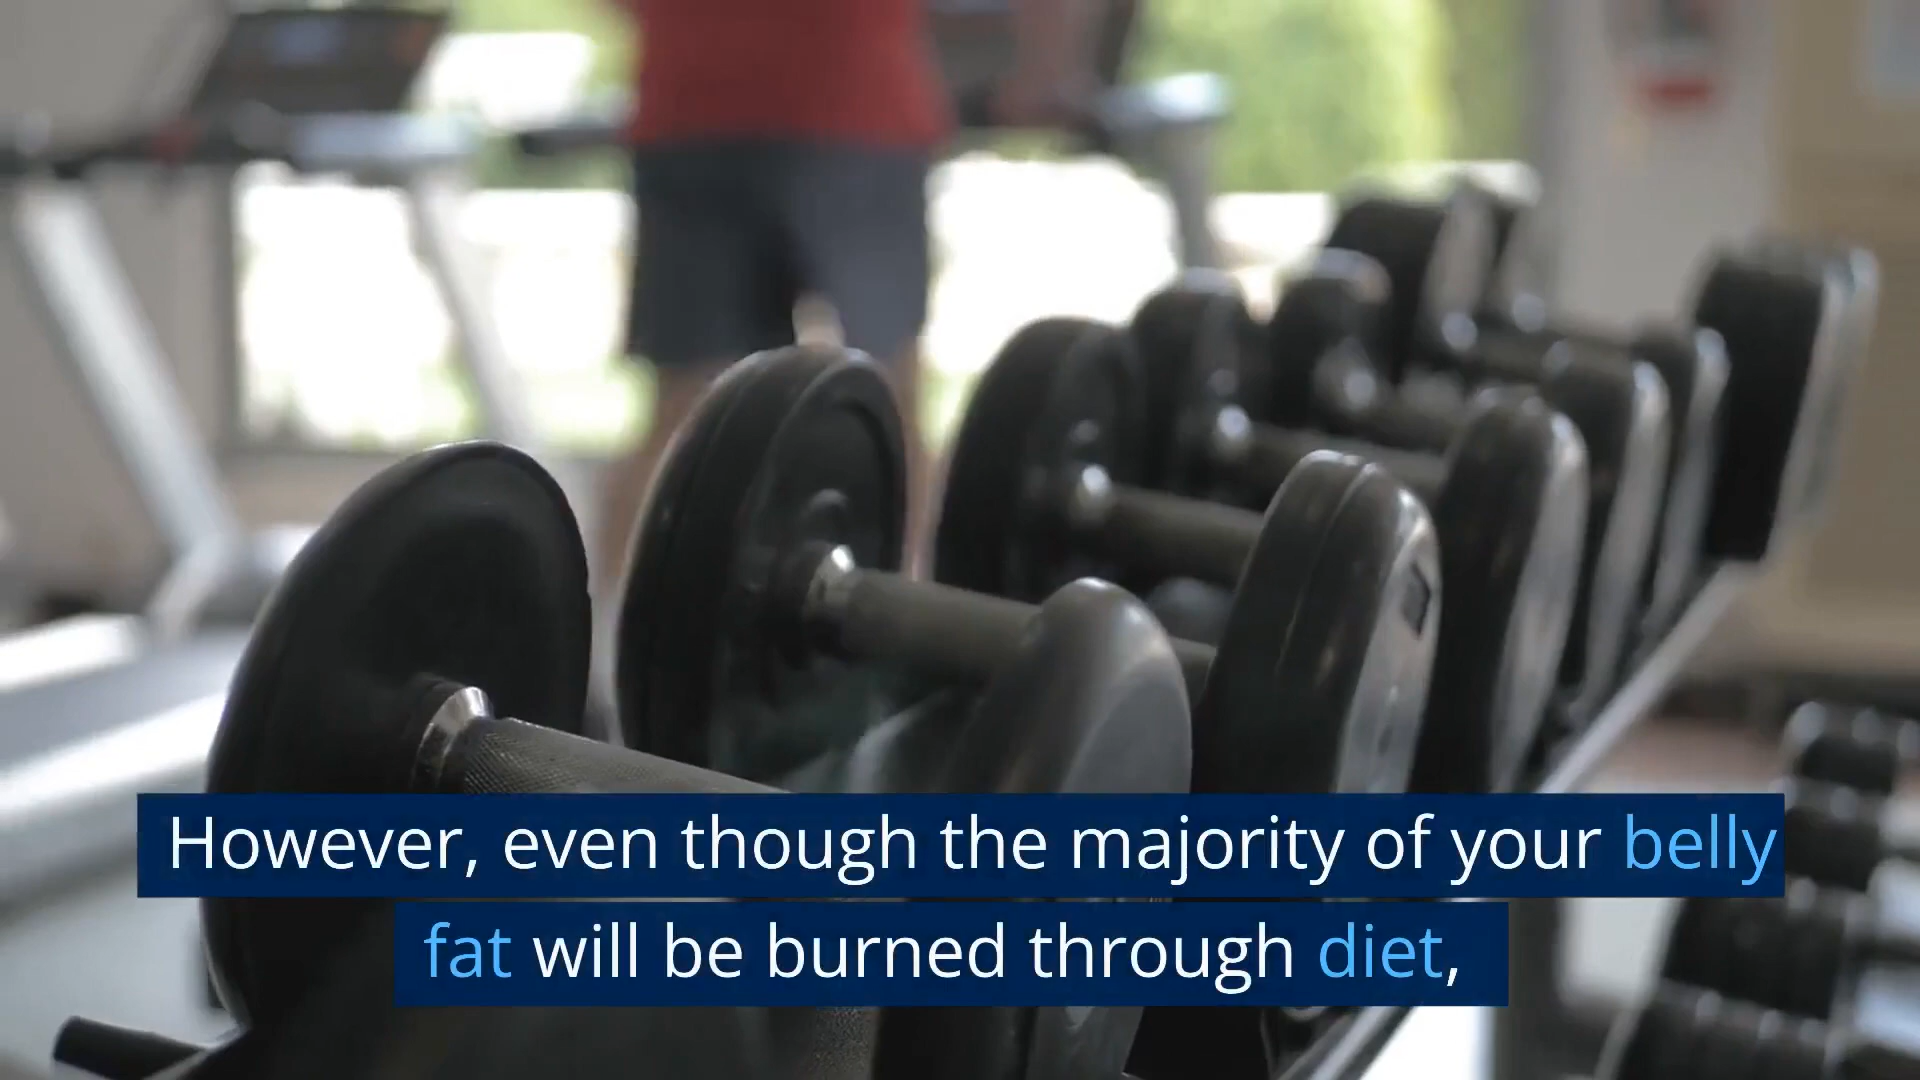 However, even though the majority of your belly
fat will be burned through diet,